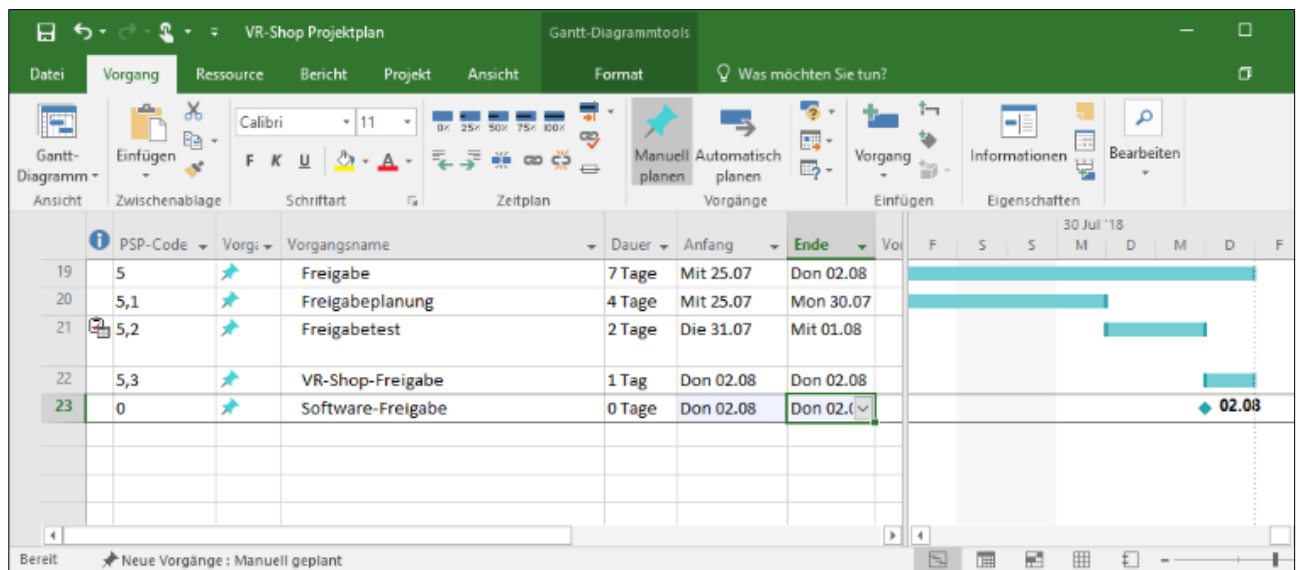 VR-Shop Projektplan Gantt-Diagrammtools
Datei Vorgang Ressource Bericht Projekt Ansicht Format Was möchten Sie tun?
Gantt-
Diagramm
Ansicht
Einfügen
Zwischenablage
Calibri 11
F K U A
Schriftart
0% 25% 50% 75% 100%
Zeitplan
Manuell
planen
Automatisch
planen
Vorgänge
Vorgang
Einfügen
Informationen
Eigenschaften
Bearbeiten
30 Jul '18
PSP-Code Vorga Vorgangsname Dauer Anfang Ende Vor F S S M D M D F
19 5 Freigabe 7 Tage Mit 25.07 Don 02.08
20 5,1 Freigabeplanung 4 Tage Mit 25.07 Mon 30.07
21 5,2 Freigabetest 2 Tage Die 31.07 Mit 01.08
22 5,3 VR-Shop-Freigabe 1 Tag Don 02.08 Don 02.08
23 0 Software-Freigabe 0 Tage Don 02.08 Don 02.0 02.08
Bereit Neue Vorgänge : Manuell geplant